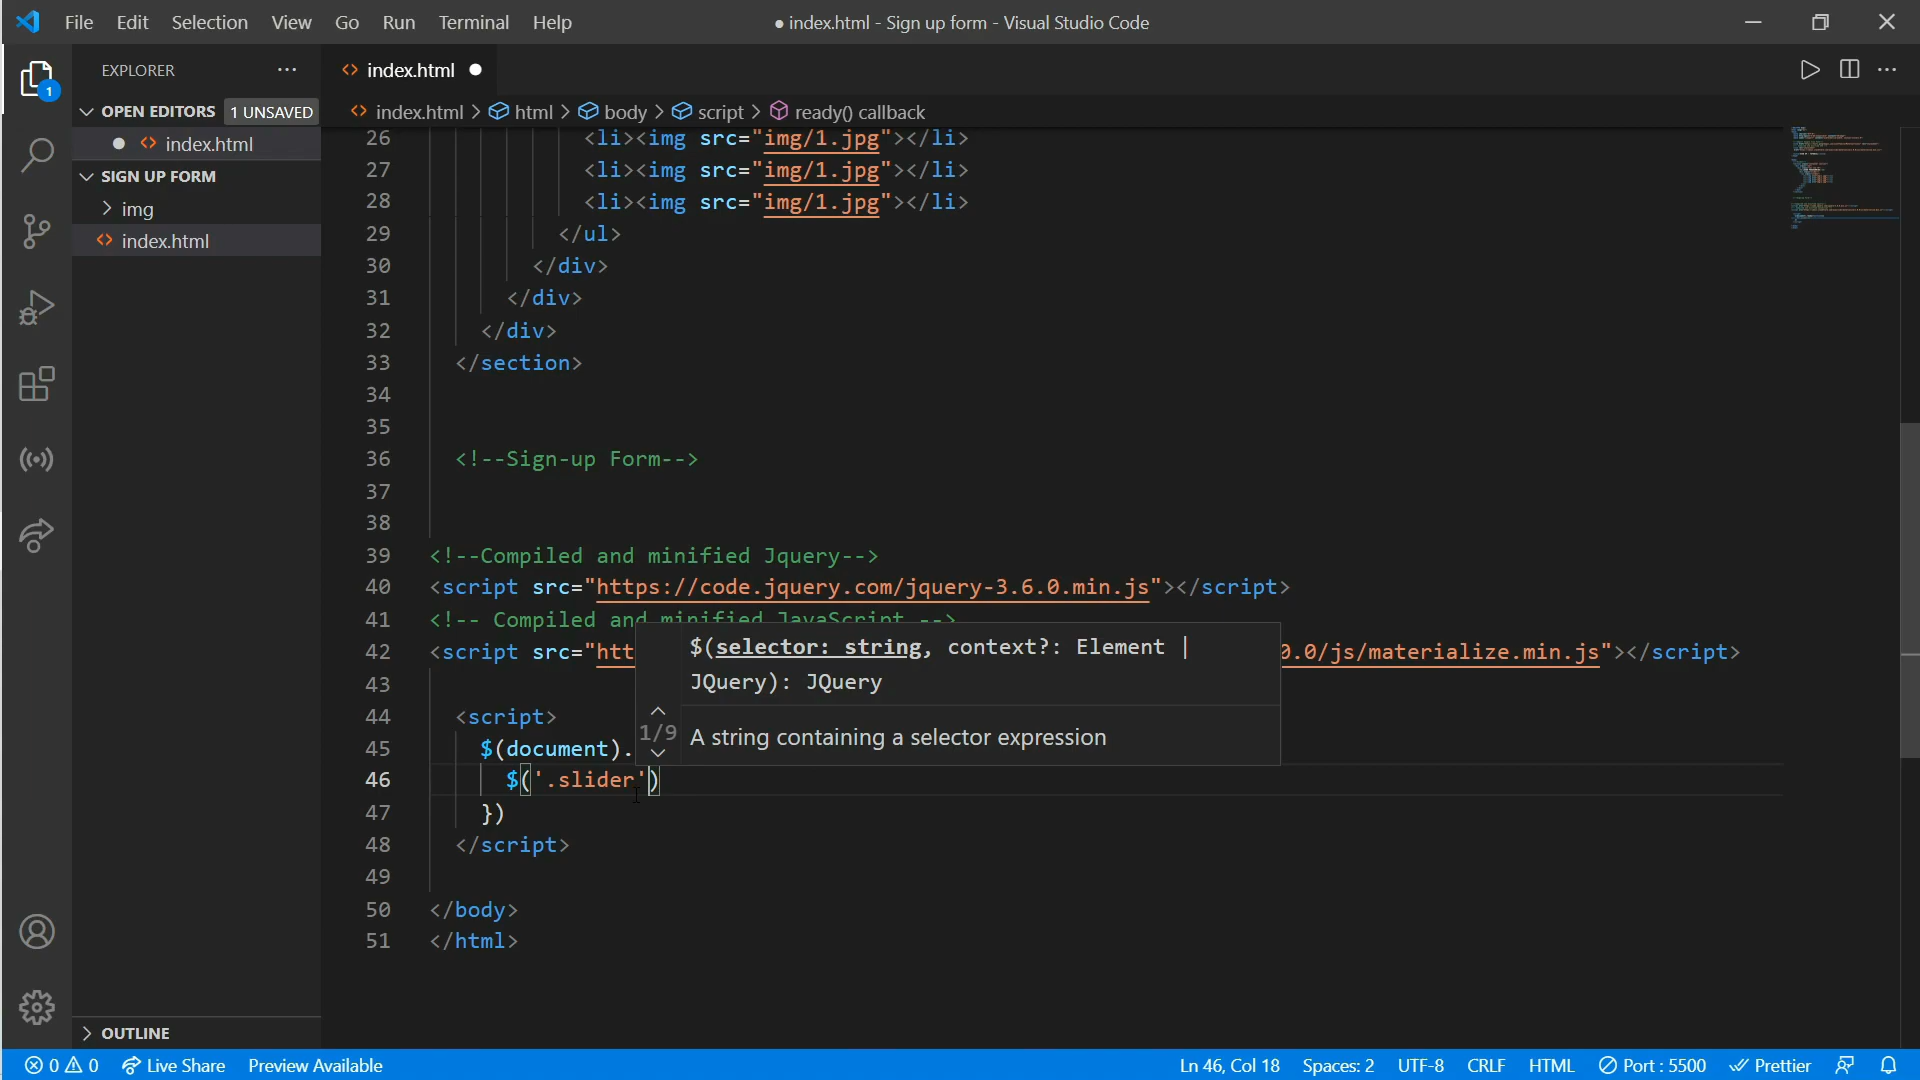 File Edit Selection View Go Run Terminal Help
● index.html - Sign up form - Visual Studio Code
EXPLORER
OPEN EDITORS 1 UNSAVED
index.html
SIGN UP FORM
img
index.html
OUTLINE
1
index.html
index.html > html > body > script > ready() callback
26 <li><img src="img/1.jpg"></li>
27 <li><img src="img/1.jpg"></li>
28 <li><img src="img/1.jpg"></li>
29 </ul>
30 </div>
31 </div>
32 </div>
33 </section>
34
35
36 <!--Sign-up Form-->
37
38
39 <!--Compiled and minified Jquery-->
40 <script src="https://code.jquery.com/jquery-3.6.0.min.js"></script>
41 <!-- Compiled and minified JavaScript -->
42 <script src="htt 0.0/js/materialize.min.js"></script>
43
44 <script>
45 $(document).
46 $('.slider')
47 })
48 </script>
49
50 </body>
51 </html>
$(selector: string, context?: Element |
JQuery): JQuery
1/9
A string containing a selector expression
0 0 Live Share Preview Available Ln 46, Col 18 Spaces: 2 UTF-8 CRLF HTML Port : 5500 Prettier